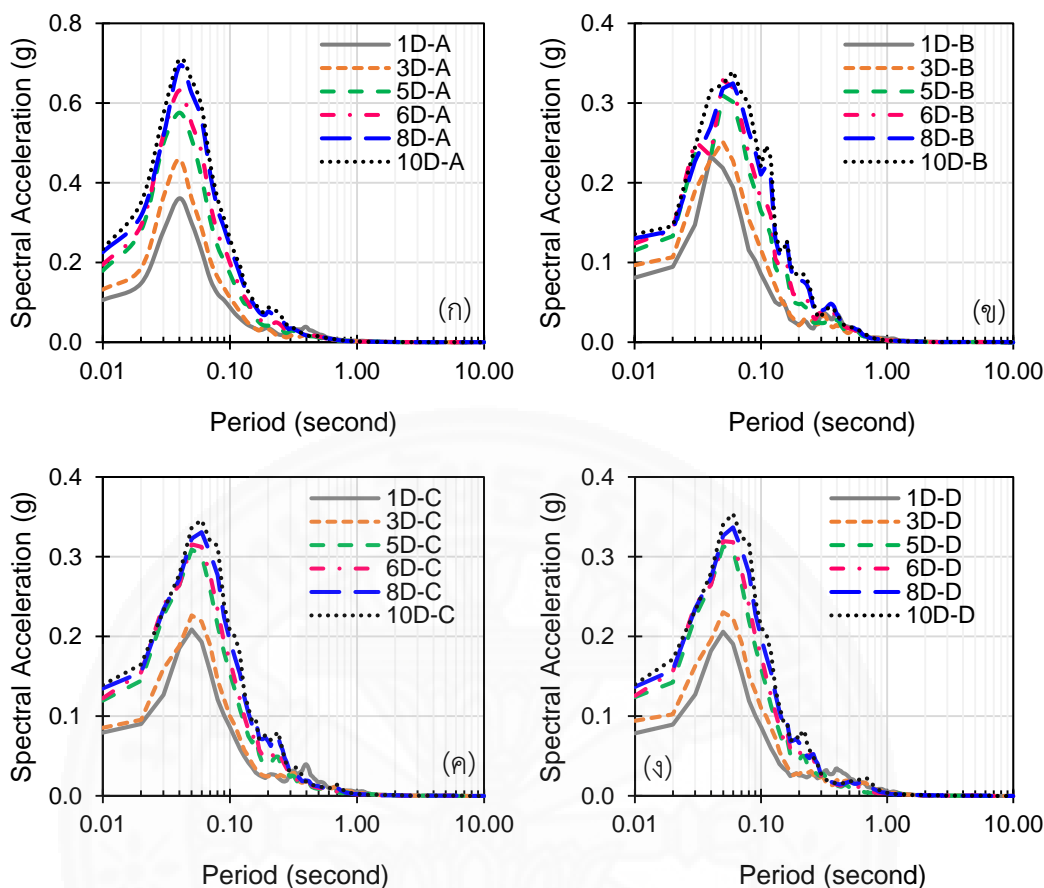 Spectral Acceleration (g)
0.8
0.6
0.4
0.2
0.0
1D-A
3D-A
5D-A
6D-A
8D-A
10D-A
(ก)
0.01 0.10 1.00 10.00
Period (second)
Spectral Acceleration (g)
0.4
0.3
0.2
0.1
0.0
1D-B
3D-B
5D-B
6D-B
8D-B
10D-B
(ข)
0.01 0.10 1.00 10.00
Period (second)
Spectral Acceleration (g)
0.4
0.3
0.2
0.1
0.0
1D-C
3D-C
5D-C
6D-C
8D-C
10D-C
(ค)
0.01 0.10 1.00 10.00
Period (second)
Spectral Acceleration (g)
0.4
0.3
0.2
0.1
0.0
1D-D
3D-D
5D-D
6D-D
8D-D
10D-D
(ง)
0.01 0.10 1.00 10.00
Period (second)